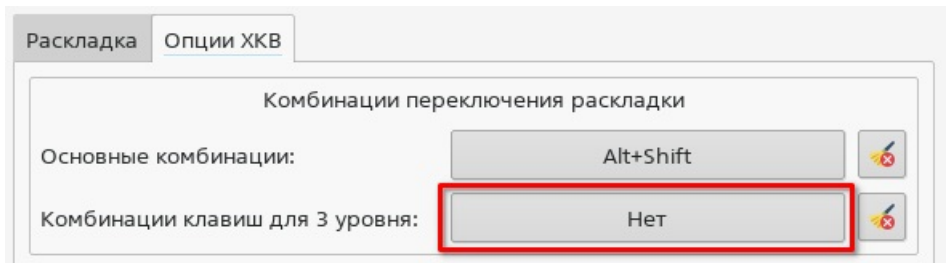 Раскладка Опции XKB
Комбинации переключения раскладки
Основные комбинации: Alt+Shift
Комбинации клавиш для 3 уровня: Нет